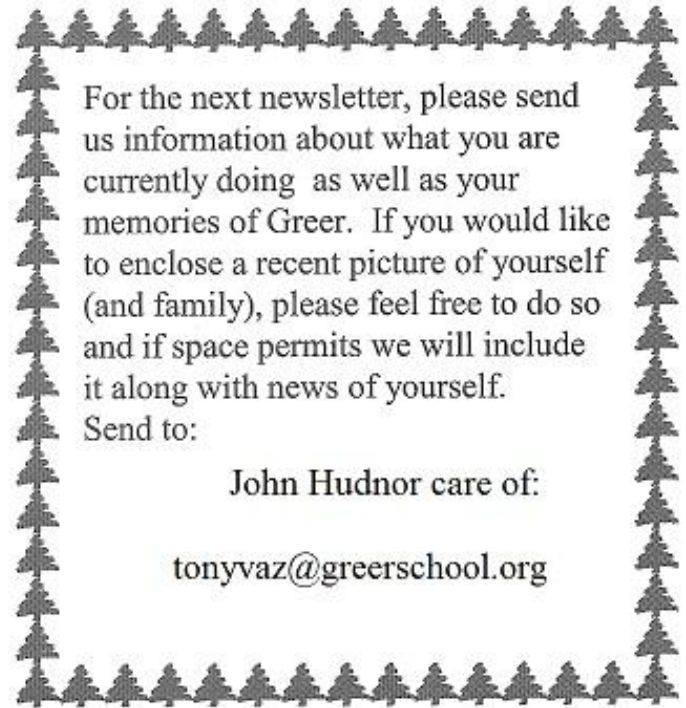 For the next newsletter, please send
us information about what you are
currently doing  as well as your
memories of Greer.  If you would like
to enclose a recent picture of yourself
(and family), please feel free to do so
and if space permits we will include
it along with news of yourself.
Send to:
John Hudnor care of:
tonyvaz@greerschool.org